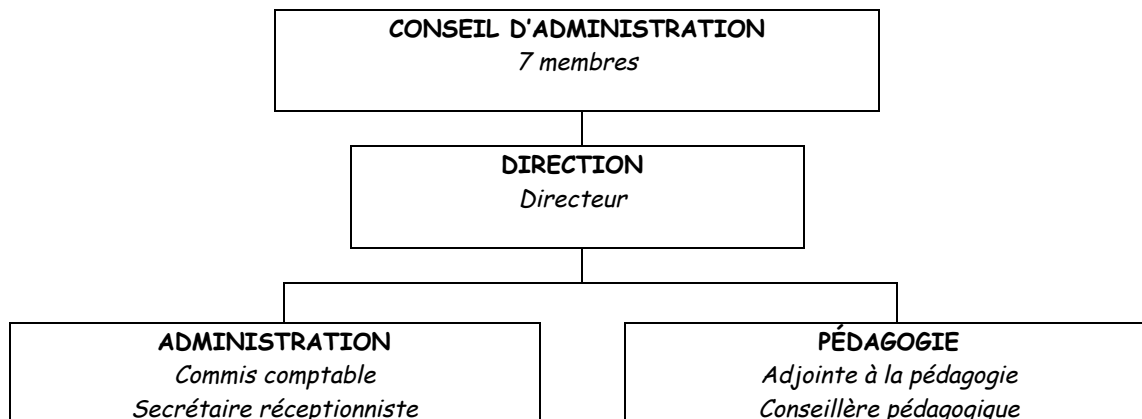 CONSEIL D'ADMINISTRATION
7 membres
DIRECTION
Directeur
ADMINISTRATION
Commis comptable
Secrétaire réceptionniste
PÉDAGOGIE
Adjointe à la pédagogie
Conseillère pédagogique